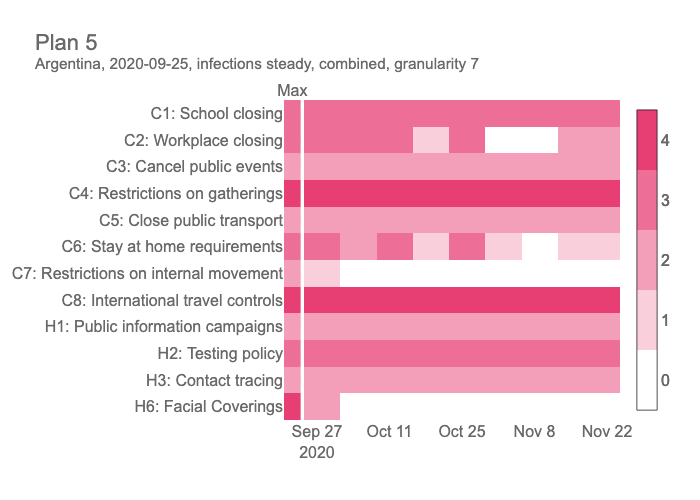 Plan 5
Argentina, 2020-09-25, infections steady, combined, granularity 7
Max
C1: School closing
C2: Workplace closing
C3: Cancel public events
C4: Restrictions on gatherings
C5: Close public transport
C6: Stay at home requirements
C7: Restrictions on internal movement
C8: International travel controls
H1: Public information campaigns
H2: Testing policy
H3: Contact tracing
H6: Facial Coverings
Sep 27 Oct 11 Oct 25 Nov 8 Nov 22
2020
4
3
2
1
0